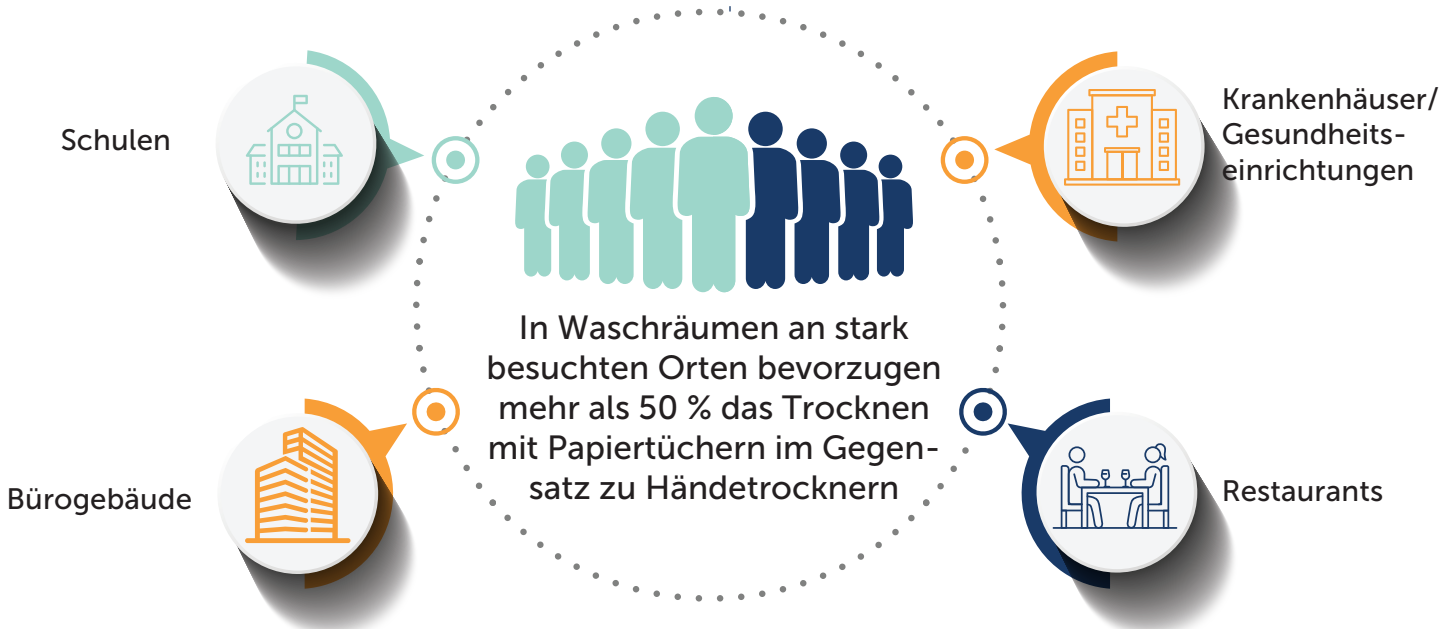 Schulen
Krankenhäuser/
Gesundheits-
einrichtungen
In Waschräumen an stark
besuchten Orten bevorzugen
mehr als 50 % das Trocknen
mit Papiertüchern im Gegen-
satz zu Händetrocknern
Bürogebäude
Restaurants